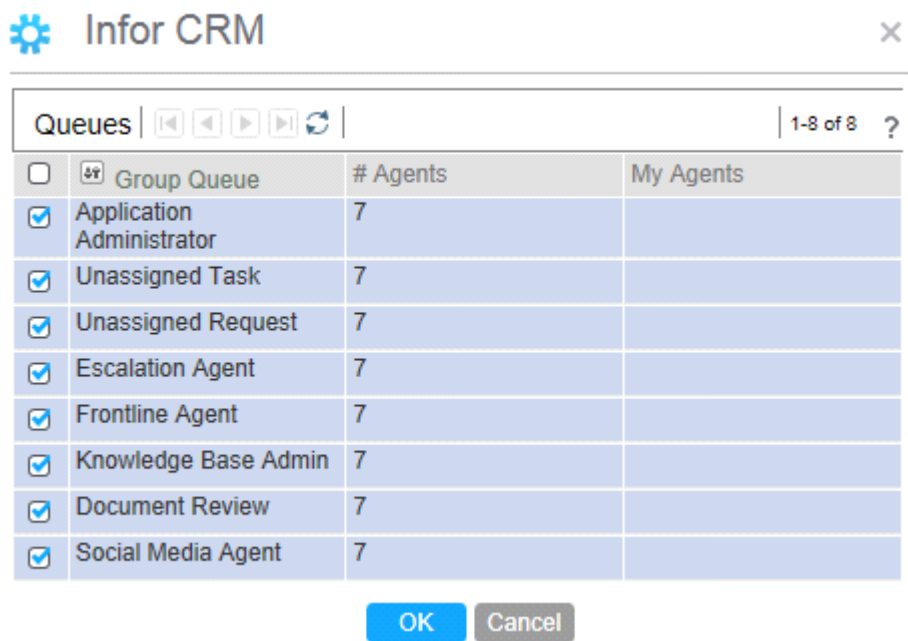 Infor CRM
Queues 1-8 of 8 ?
Group Queue # Agents My Agents
Application
Administrator 7
Unassigned Task 7
Unassigned Request 7
Escalation Agent 7
Frontline Agent 7
Knowledge Base Admin 7
Document Review 7
Social Media Agent 7
OK Cancel